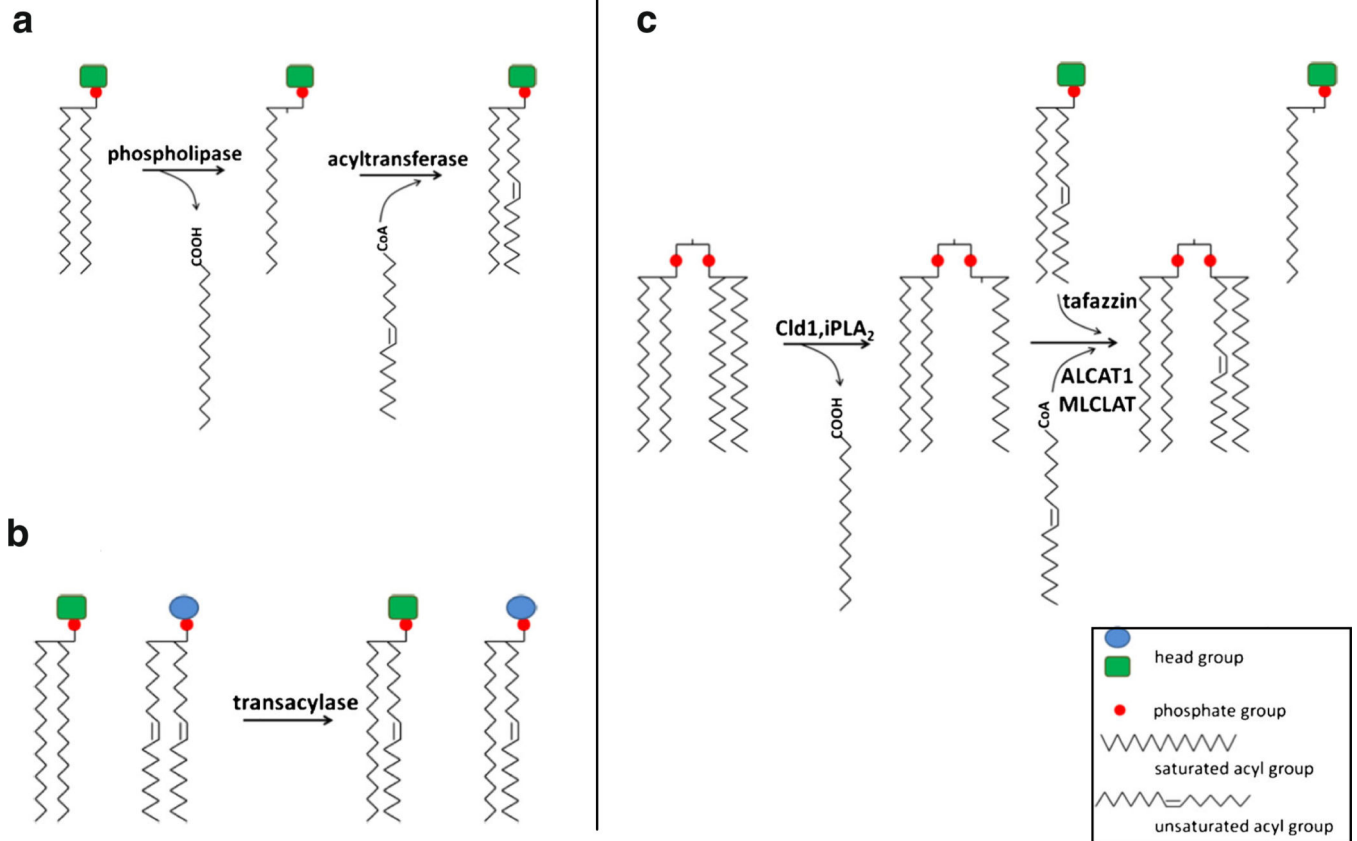 a
phospholipase
acyltransferase
COOH
CoA
b
transacylase
c
Cld1,iPLA₂
COOH
tafazzin
ALCAT1
MLCLAT
CoA
head group
phosphate group
saturated acyl group
unsaturated acyl group